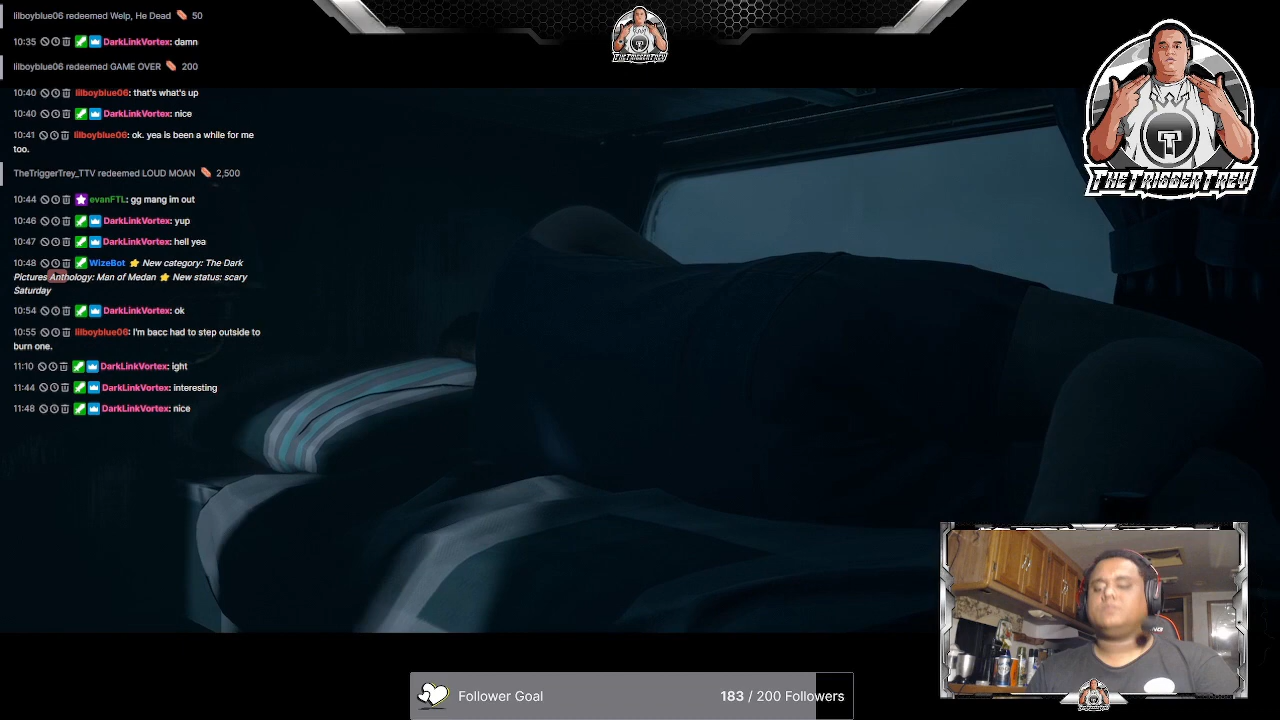 lilboyblue06 redeemed Welp, He Dead 50
10:35 DarkLinkVortex: damn
lilboyblue06 redeemed GAME OVER 200
10:40 lilboyblue06: that's what's up
10:40 DarkLinkVortex: nice
10:41 lilboyblue06: ok. yea is been a while for me
too.
TheTriggerTrey_TTV redeemed LOUD MOAN 2,500
10:44 evanFTL: gg mang im out
10:46 DarkLinkVortex: yup
10:47 DarkLinkVortex: hell yea
10:48 WizeBot ⭐ New category: The Dark
Pictures Anthology: Man of Medan ⭐ New status: scary
Saturday
10:54 DarkLinkVortex: ok
10:55 lilboyblue06: I'm bacc had to step outside to
burn one.
11:10 DarkLinkVortex: ight
11:44 DarkLinkVortex: interesting
11:48 DarkLinkVortex: nice
THETRIGGERTREY
T
THETRIGGERTREY
Follower Goal 183 / 200 Followers